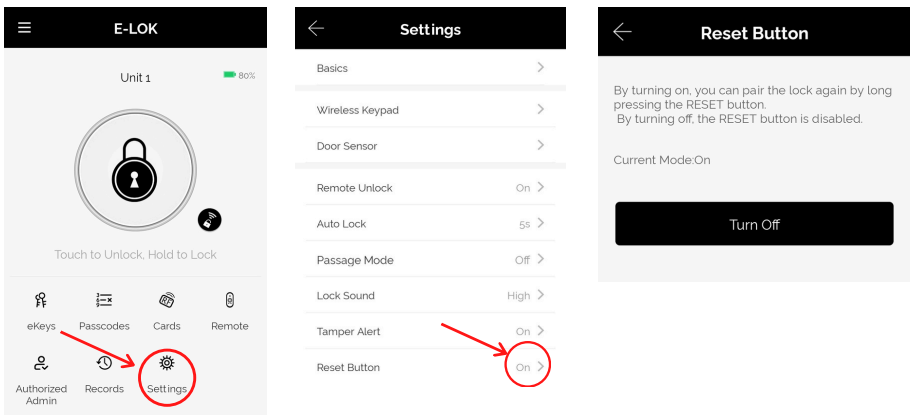 E-LOK
Unit 1
80%
Touch to Unlock, Hold to Lock
eKeys Passcodes Cards Remote
Authorized Admin Records Settings
Settings
Basics
Wireless Keypad
Door Sensor
Remote Unlock On
Auto Lock 5s
Passage Mode Off
Lock Sound High
Tamper Alert On
Reset Button On
Reset Button
By turning on, you can pair the lock again by long
pressing the RESET button.
By turning off, the RESET button is disabled.
Current Mode:On
Turn Off